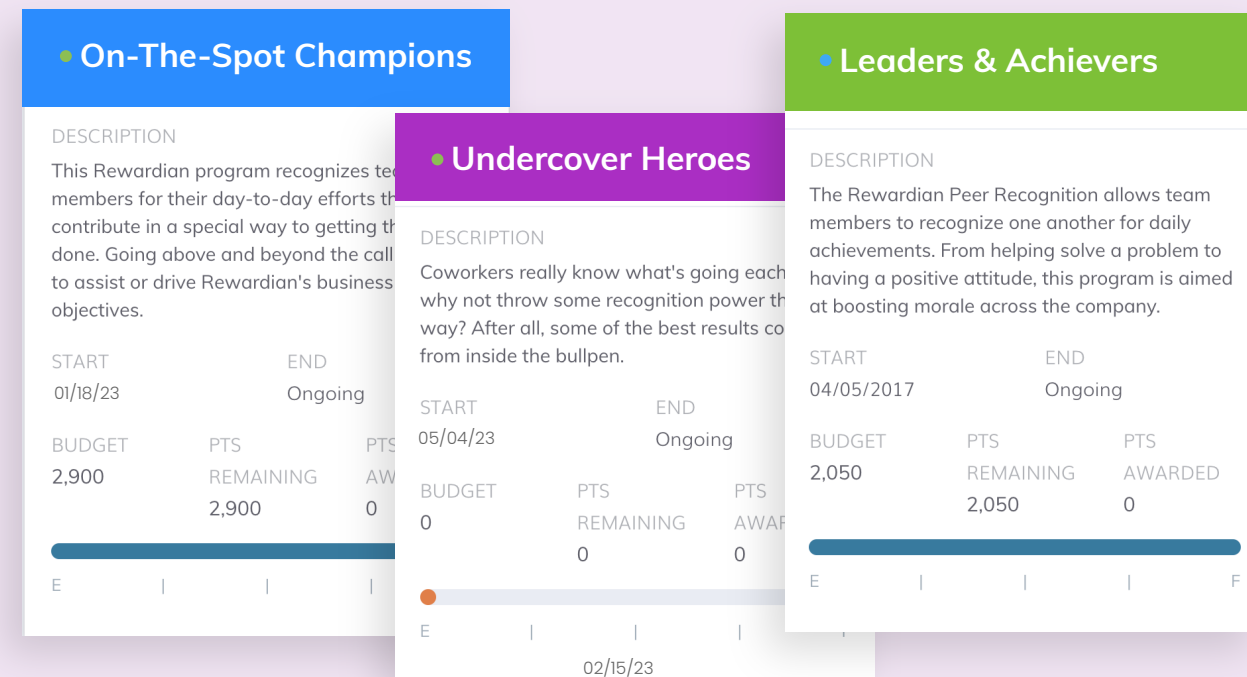 On-The-Spot Champions
DESCRIPTION
This Rewardian program recognizes
members for their day-to-day efforts
contribute in a special way to getting
done. Going above and beyond the call
to assist or drive Rewardian's business
objectives.
START END
01/18/23 Ongoing
BUDGET PTS PTS
REMAINING
2,900
2,900 0
E | | |
Undercover Heroes
DESCRIPTION
Coworkers really know what's going each
why not throw some recognition power
way? After all, some of the best results
from inside the bullpen.
START END
05/04/23 Ongoing
BUDGET PTS PTS
REMAINING
0
0 0
E | | |
02/15/23
Leaders & Achievers
DESCRIPTION
The Rewardian Peer Recognition allows team
members to recognize one another for daily
achievements. From helping solve a problem to
having a positive attitude, this program is aimed
at boosting morale across the company.
START END
04/05/2017 Ongoing
BUDGET PTS PTS
REMAINING AWARDED
2,050
2,050 0
E | | | F